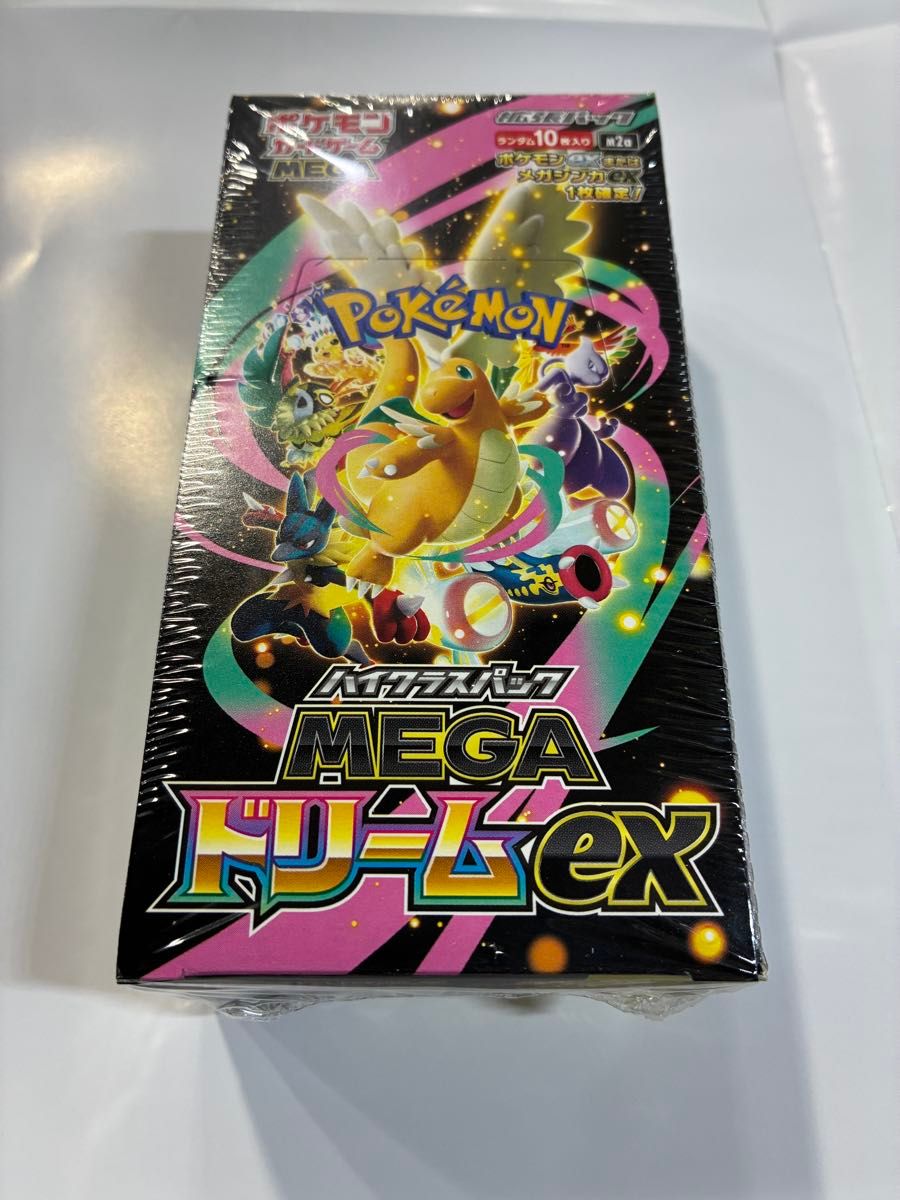 ポケモン
カードゲーム
MEGA
拡張パック
ランダム10枚入り
m2a
ポケモンexまたは
メガシンカex
1枚確定!
POKéMON
ハイクラスパック
MEGA
ドリームex